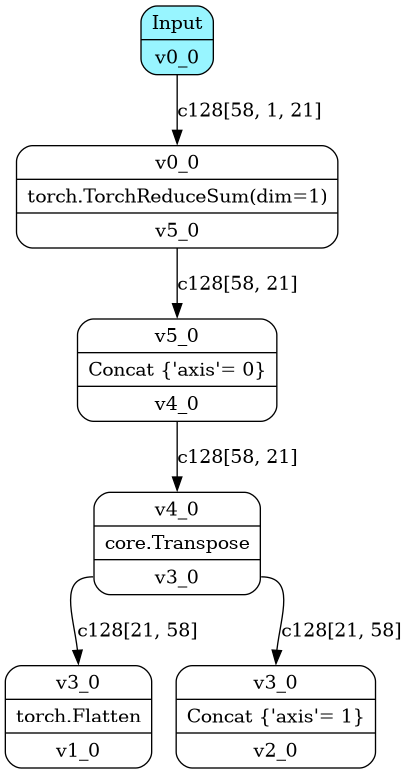 Input
v0_0
c128[58, 1, 21]
v0_0
torch.TorchReduceSum(dim=1)
v5_0
c128[58, 21]
v5_0
Concat {'axis'= 0}
v4_0
c128[58, 21]
v4_0
core.Transpose
v3_0
c128[21, 58]
c128[21, 58]
v3_0
torch.Flatten
v1_0
v3_0
Concat {'axis'= 1}
v2_0